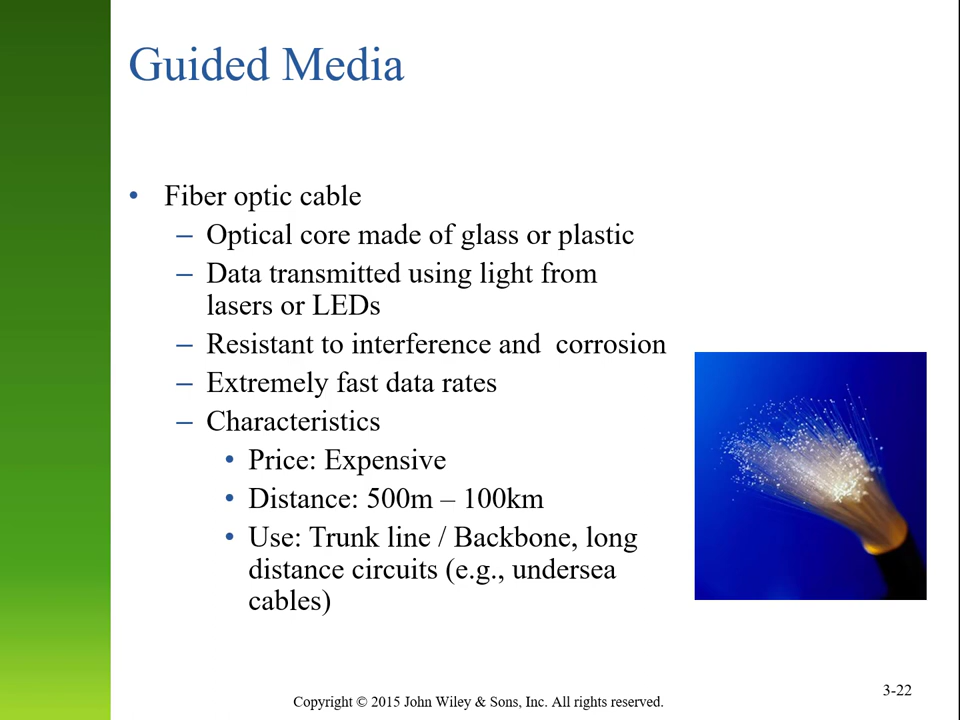 Guided Media
• Fiber optic cable
– Optical core made of glass or plastic
– Data transmitted using light from
lasers or LEDs
– Resistant to interference and  corrosion
– Extremely fast data rates
– Characteristics
• Price: Expensive
• Distance: 500m – 100km
• Use: Trunk line / Backbone, long
distance circuits (e.g., undersea
cables)
3-22
Copyright © 2015 John Wiley & Sons, Inc. All rights reserved.